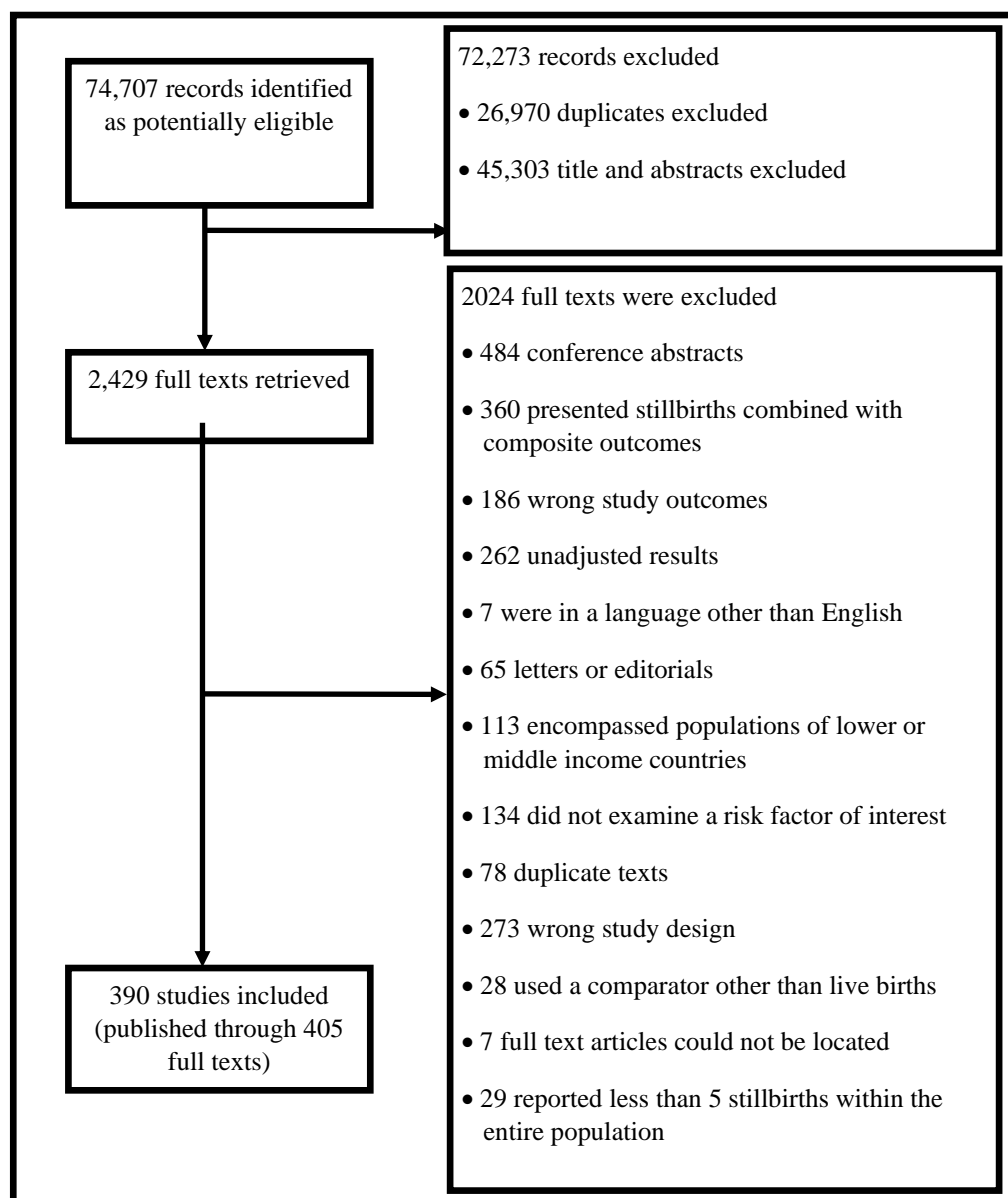 74,707 records identified
as potentially eligible
72,273 records excluded
• 26,970 duplicates excluded
• 45,303 title and abstracts excluded
2,429 full texts retrieved
2024 full texts were excluded
• 484 conference abstracts
• 360 presented stillbirths combined with
composite outcomes
• 186 wrong study outcomes
• 262 unadjusted results
• 7 were in a language other than English
• 65 letters or editorials
• 113 encompassed populations of lower or
middle income countries
• 134 did not examine a risk factor of interest
• 78 duplicate texts
• 273 wrong study design
• 28 used a comparator other than live births
• 7 full text articles could not be located
• 29 reported less than 5 stillbirths within the
entire population
390 studies included
(published through 405
full texts)